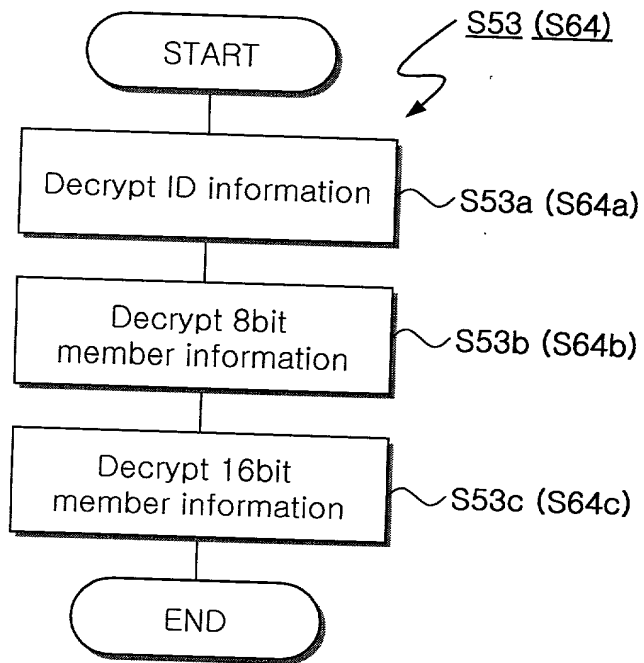 S53 (S64)
START
Decrypt ID information
S53a (S64a)
Decrypt 8bit
member information
S53b (S64b)
Decrypt 16bit
member information
S53c (S64c)
END